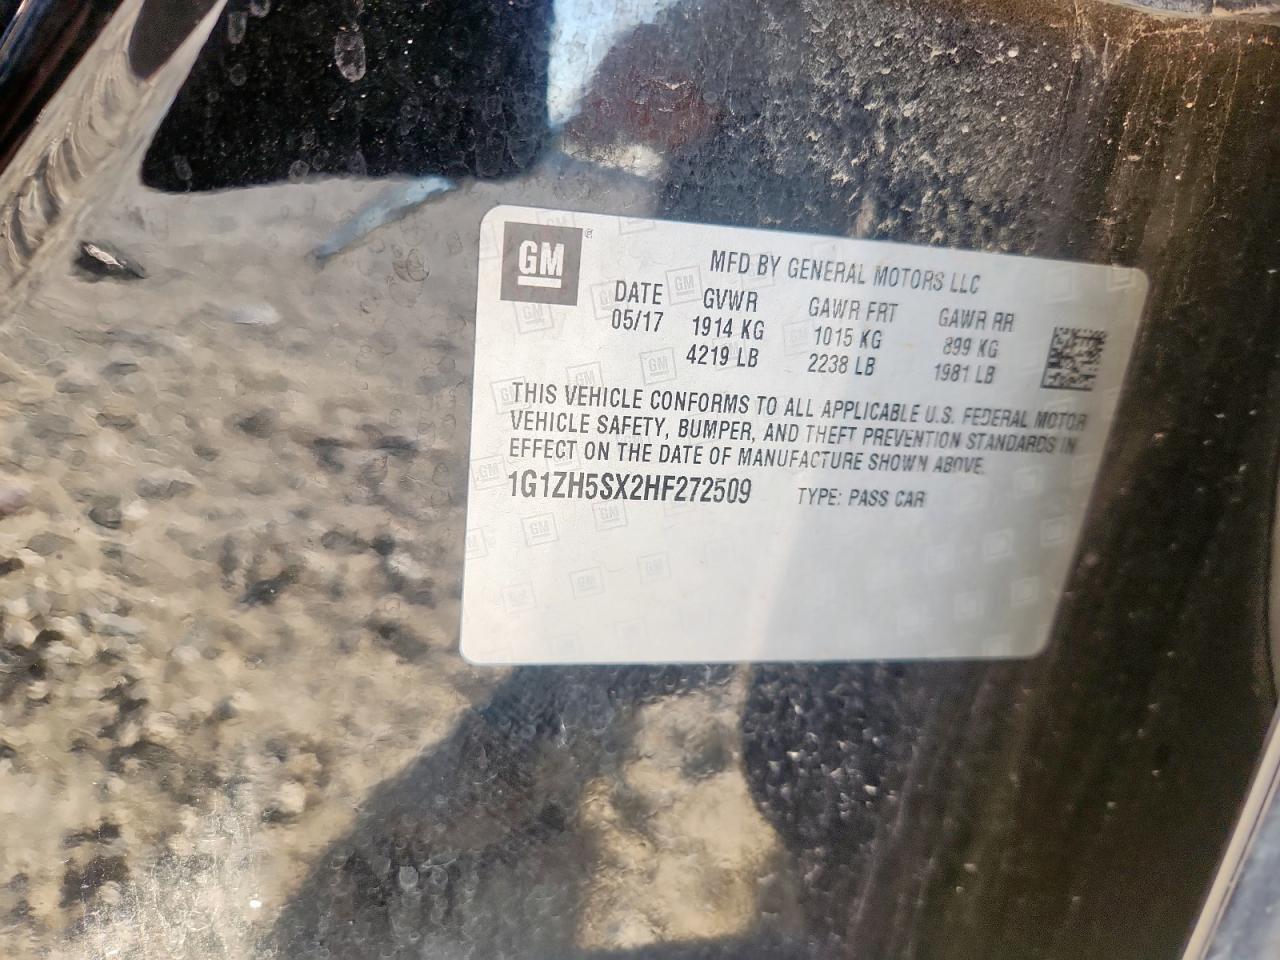 GM
MFD BY GENERAL MOTORS LLC
DATE GVWR GAWR FRT GAWR RR
05/17 1914 KG 1015 KG 899 KG
4219 LB 2238 LB 1981 LB
THIS VEHICLE CONFORMS TO ALL APPLICABLE U.S. FEDERAL MOTOR
VEHICLE SAFETY, BUMPER, AND THEFT PREVENTION STANDARDS IN
EFFECT ON THE DATE OF MANUFACTURE SHOWN ABOVE.
1G1ZH5SX2HF272509 TYPE: PASS CAR